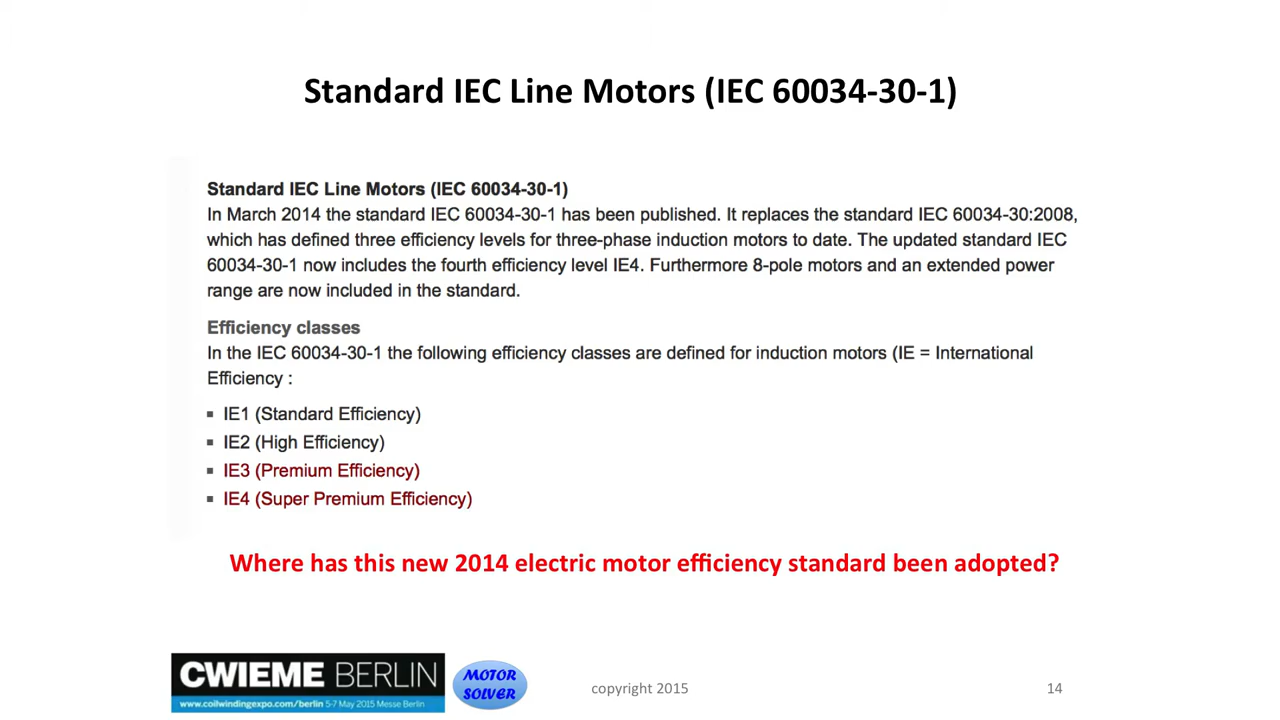 Standard IEC Line Motors (IEC 60034-30-1)
Standard IEC Line Motors (IEC 60034-30-1)
In March 2014 the standard IEC 60034-30-1 has been published. It replaces the standard IEC 60034-30:2008,
which has defined three efficiency levels for three-phase induction motors to date. The updated standard IEC
60034-30-1 now includes the fourth efficiency level IE4. Furthermore 8-pole motors and an extended power
range are now included in the standard.
Efficiency classes
In the IEC 60034-30-1 the following efficiency classes are defined for induction motors (IE = International
Efficiency :
▪ IE1 (Standard Efficiency)
▪ IE2 (High Efficiency)
▪ IE3 (Premium Efficiency)
▪ IE4 (Super Premium Efficiency)
Where has this new 2014 electric motor efficiency standard been adopted?
CWIEME BERLIN
www.coilwindingexpo.com/berlin 5-7 May 2015 Messe Berlin
MOTOR
SOLVER
copyright 2015
14